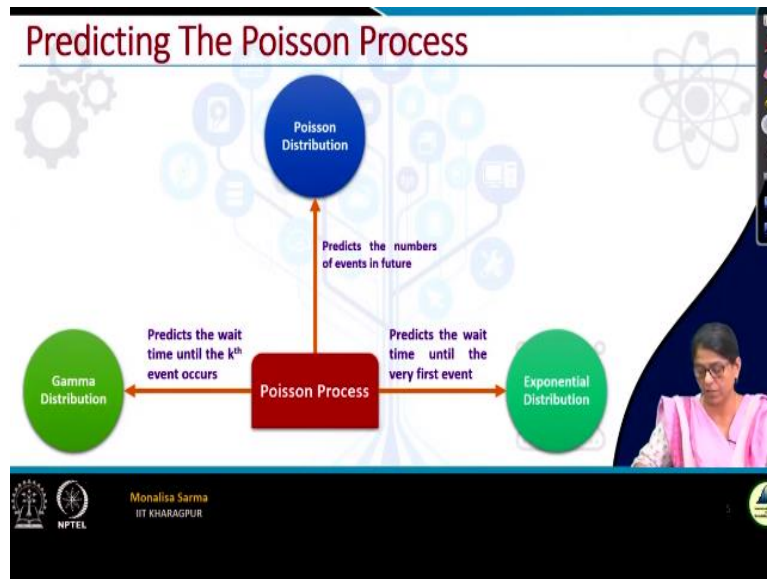 Predicting The Poisson Process
Poisson
Distribution
Predicts the numbers
of events in future
Predicts the wait
time until the kth
event occurs
Predicts the wait
time until the
very first event
Gamma
Distribution
Poisson Process
Exponential
Distribution
Monalisa Sarma
IIT KHARAGPUR
NPTEL
5